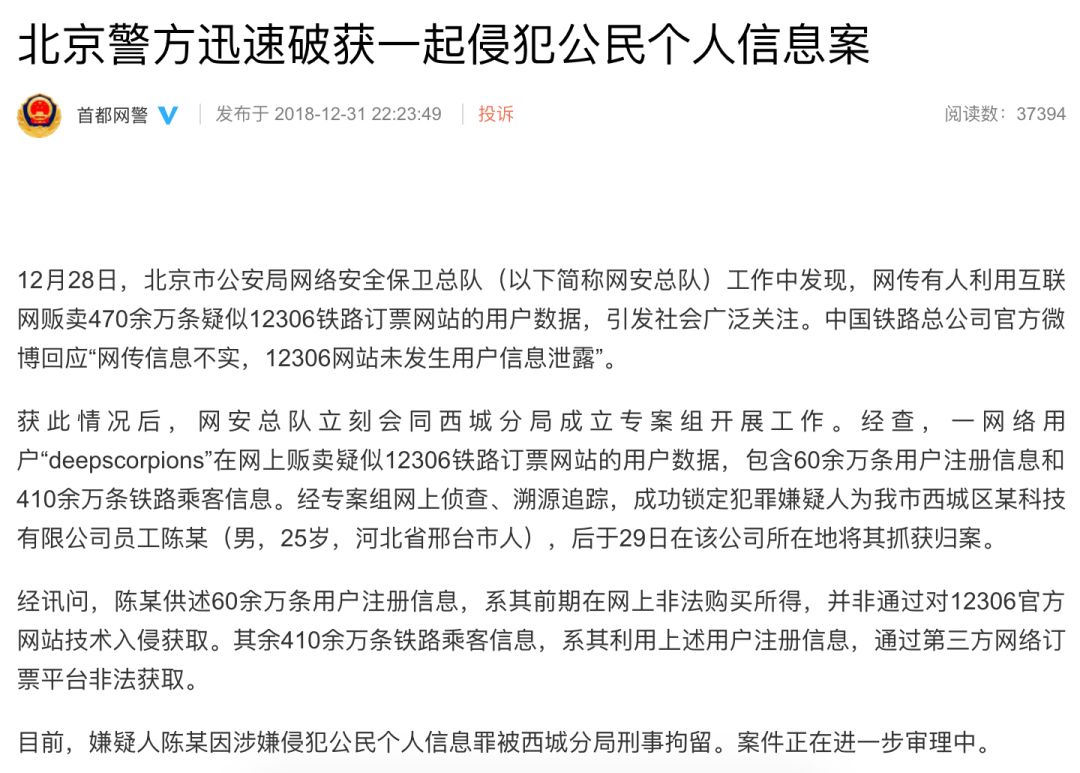 北京警方迅速破获一起侵犯公民个人信息案
首都网警 发布于 2018-12-31 22:23:49 投诉 阅读数：37394
12月28日，北京市公安局网络安全保卫总队（以下简称网安总队）工作中发现，网传有人利用互联
网贩卖470余万条疑似12306铁路订票网站的用户数据，引发社会广泛关注。中国铁路总公司官方微
博回应“网传信息不实，12306网站未发生用户信息泄露”。
获此情况后，网安总队立刻会同西城分局成立专案组开展工作。经查，一网络用
户“deepscorpions”在网上贩卖疑似12306铁路订票网站的用户数据，包含60余万条用户注册信息和
410余万条铁路乘客信息。经专案组网上侦查、溯源追踪，成功锁定犯罪嫌疑人为我市西城区某科技
有限公司员工陈某（男，25岁，河北省邢台市人），后于29日在该公司所在地将其抓获归案。
经讯问，陈某供述60余万条用户注册信息，系其前期在网上非法购买所得，并非通过对12306官方
网站技术入侵获取。其余410余万条铁路乘客信息，系其利用上述用户注册信息，通过第三方网络订
票平台非法获取。
目前，嫌疑人陈某因涉嫌侵犯公民个人信息罪被西城分局刑事拘留。案件正在进一步审理中。